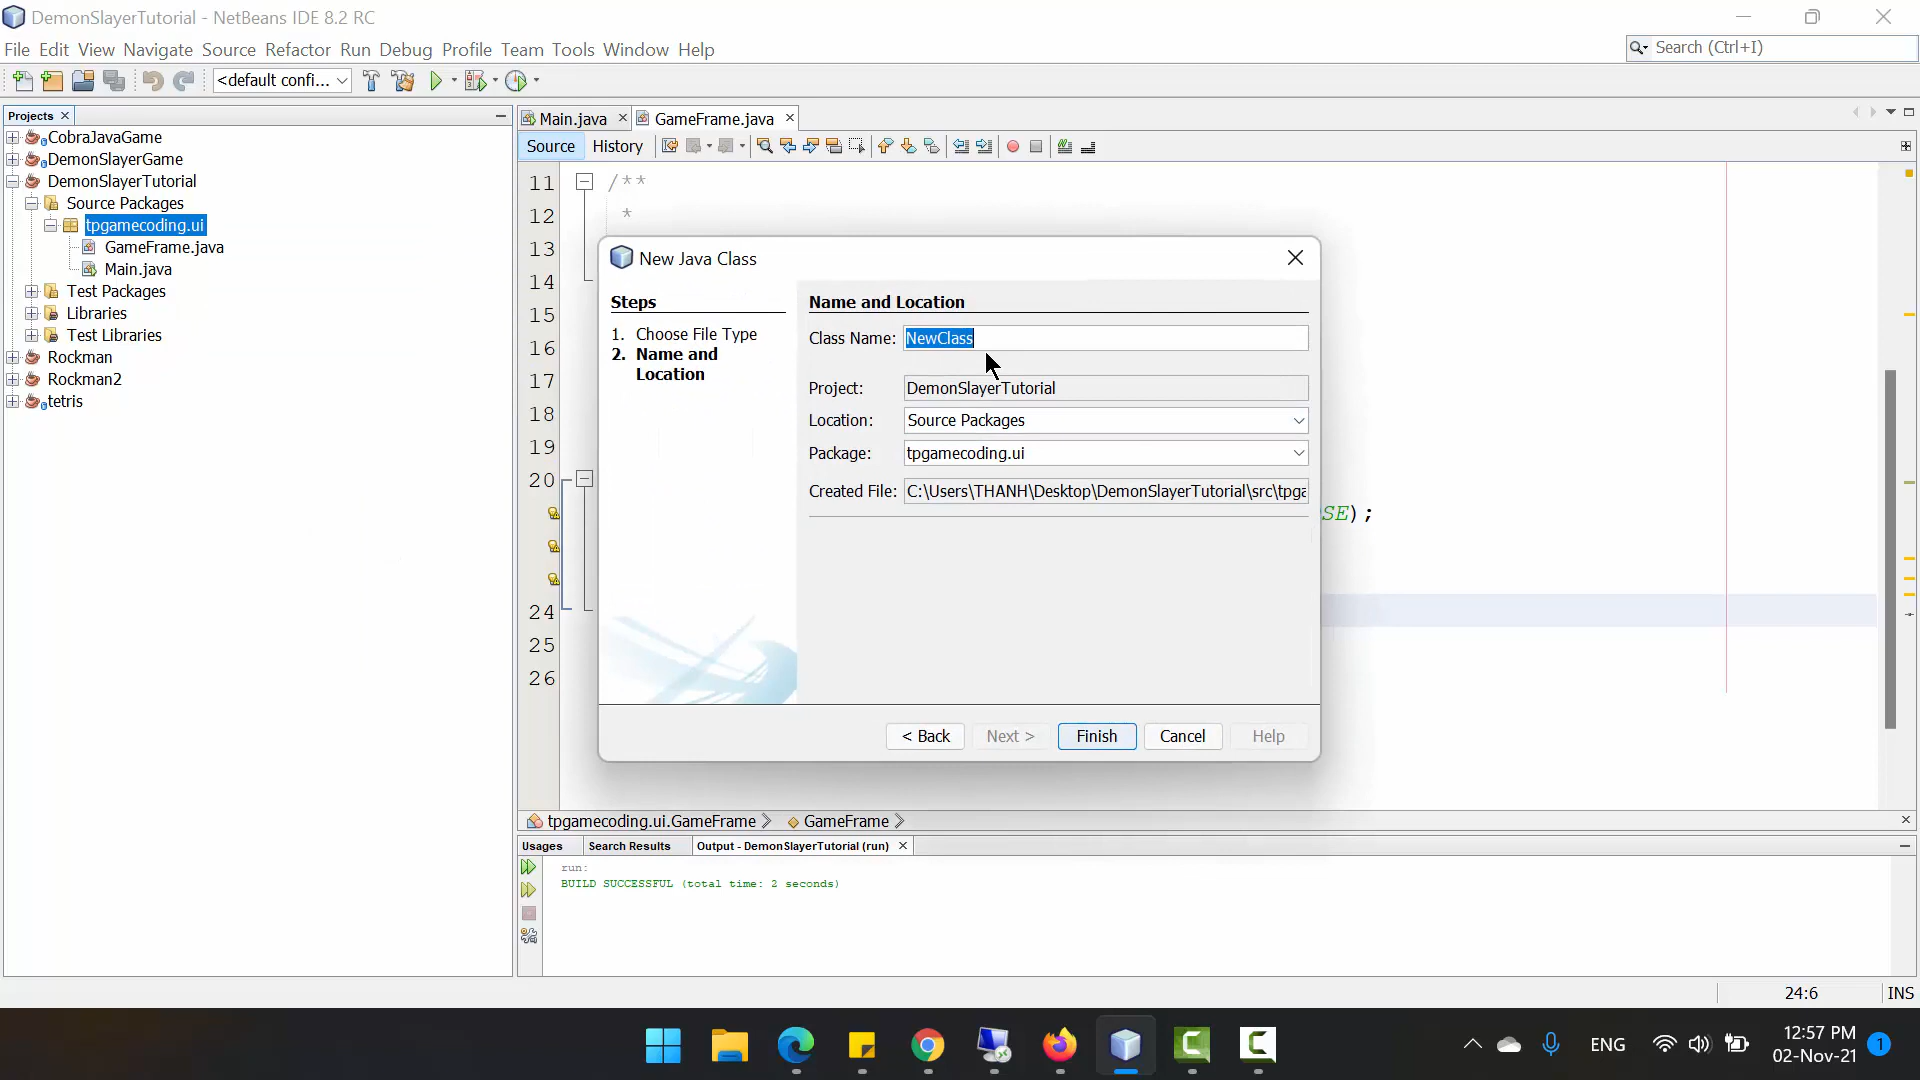 DemonSlayerTutorial - NetBeans IDE 8.2 RC
File Edit View Navigate Source Refactor Run Debug Profile Team Tools Window Help
Search (Ctrl+I)
<default confi...
Projects
Main.java
GameFrame.java
Source
History
CobraJavaGame
DemonSlayerGame
DemonSlayerTutorial
Source Packages
tpgamecoding.ui
GameFrame.java
Main.java
Test Packages
Libraries
Test Libraries
Rockman
Rockman2
tetris
11 /**
12 *
13
14
15
16
17
18
19
20
SE);
24
25
26
New Java Class
Steps
1. Choose File Type
2. Name and
Location
Name and Location
Class Name: NewClass
Project: DemonSlayerTutorial
Location: Source Packages
Package: tpgamecoding.ui
Created File: C:\Users\THANH\Desktop\DemonSlayerTutorial\src\tpga
< Back
Next >
Finish
Cancel
Help
tpgamecoding.ui.GameFrame
GameFrame
Usages
Search Results
Output - DemonSlayerTutorial (run)
run:
BUILD SUCCESSFUL (total time: 2 seconds)
24:6
INS
ENG
12:57 PM
02-Nov-21
1